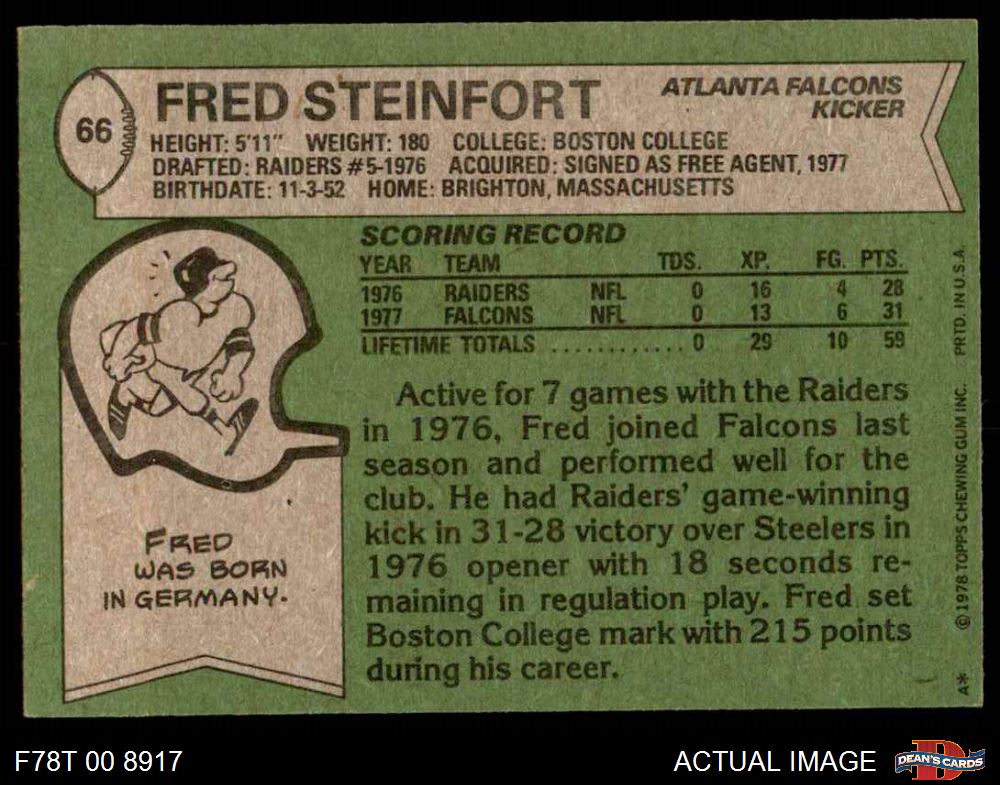 66
FRED STEINFORT
ATLANTA FALCONS
KICKER
HEIGHT: 5'11" WEIGHT: 180 COLLEGE: BOSTON COLLEGE
DRAFTED: RAIDERS #5-1976 ACQUIRED: SIGNED AS FREE AGENT, 1977
BIRTHDATE: 11-3-52 HOME: BRIGHTON, MASSACHUSETTS
SCORING RECORD
YEAR TEAM TDS. XP. FG. PTS.
1976 RAIDERS NFL 0 16 4 28
1977 FALCONS NFL 0 13 6 31
LIFETIME TOTALS ............ 0 29 10 59
Active for 7 games with the Raiders
in 1976, Fred joined Falcons last
season and performed well for the
club. He had Raiders' game-winning
kick in 31-28 victory over Steelers in
1976 opener with 18 seconds re-
maining in regulation play. Fred set
Boston College mark with 215 points
during his career.
FRED
WAS BORN
IN GERMANY.
A* ©1978 TOPPS CHEWING GUM INC. PRTD. IN U.S.A.
F78T 00 8917
ACTUAL IMAGE
DEAN'S CARDS